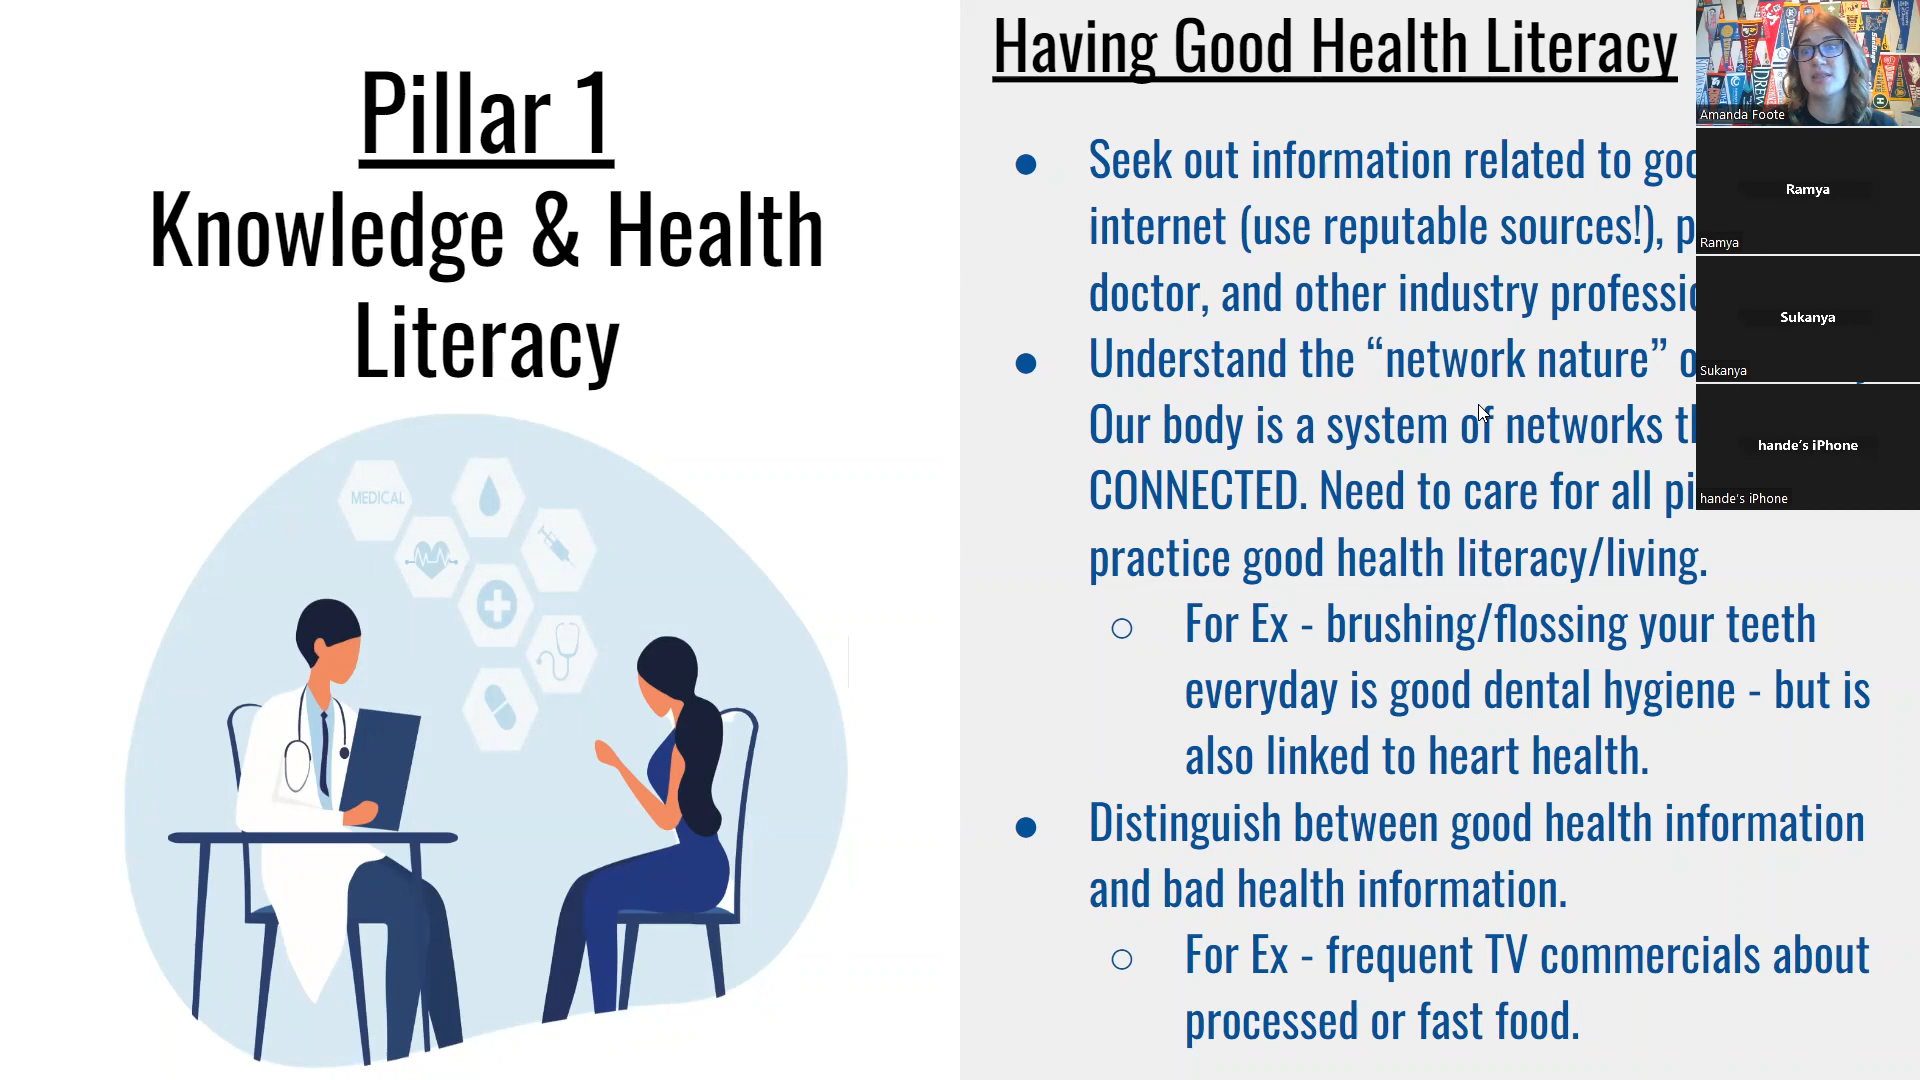 Pillar 1
Knowledge & Health
Literacy
MEDICAL
Having Good Health Literacy
Seek out information related to
internet (use reputable sources!),
doctor, and other industry
Understand the “network nature”
Our body is a system of networks
CONNECTED. Need to care for all
practice good health literacy/living.
For Ex - brushing/flossing your teeth
everyday is good dental hygiene - but is
also linked to heart health.
Distinguish between good health information
and bad health information.
For Ex - frequent TV commercials about
processed or fast food.
Amanda Foote
Ramya
Ramya
Sukanya
Sukanya
hande's iPhone
hande's iPhone